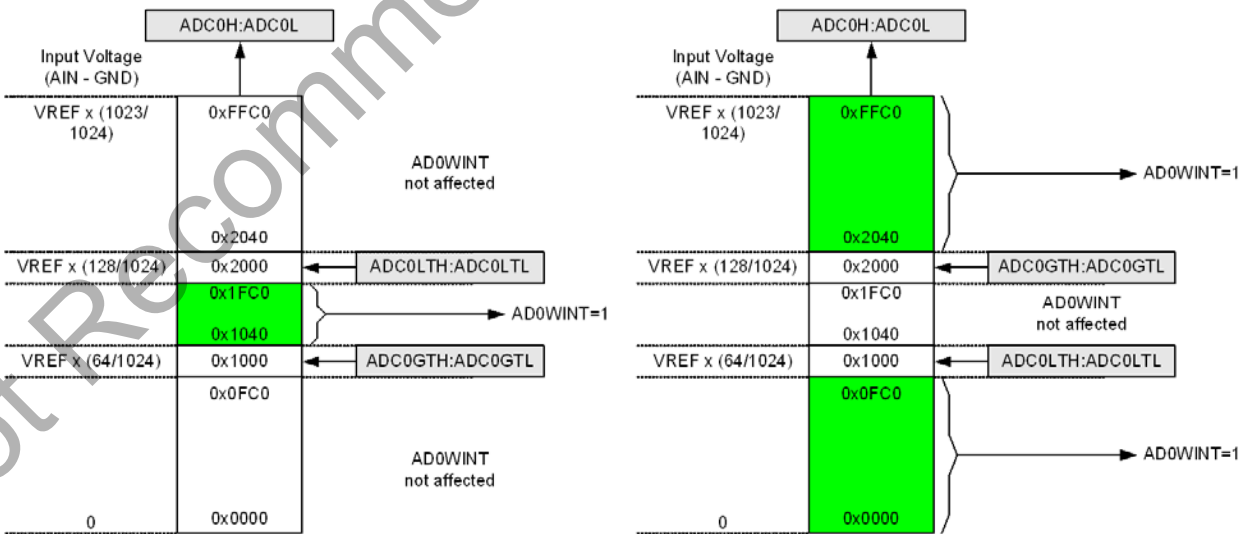 ADC0H:ADC0L
Input Voltage
(AIN - GND)
VREF x (1023/
1024)
0xFFC0
AD0WINT
not affected
0x2040
VREF x (128/1024)
0x2000
ADC0LTH:ADC0LTL
0x1FC0
AD0WINT=1
0x1040
VREF x (64/1024)
0x1000
ADC0GTH:ADC0GTL
0x0FC0
AD0WINT
not affected
0
0x0000
ADC0H:ADC0L
Input Voltage
(AIN - GND)
VREF x (1023/
1024)
0xFFC0
AD0WINT=1
0x2040
VREF x (128/1024)
0x2000
ADC0GTH:ADC0GTL
0x1FC0
AD0WINT
not affected
0x1040
VREF x (64/1024)
0x1000
ADC0LTH:ADC0LTL
0x0FC0
AD0WINT=1
0
0x0000